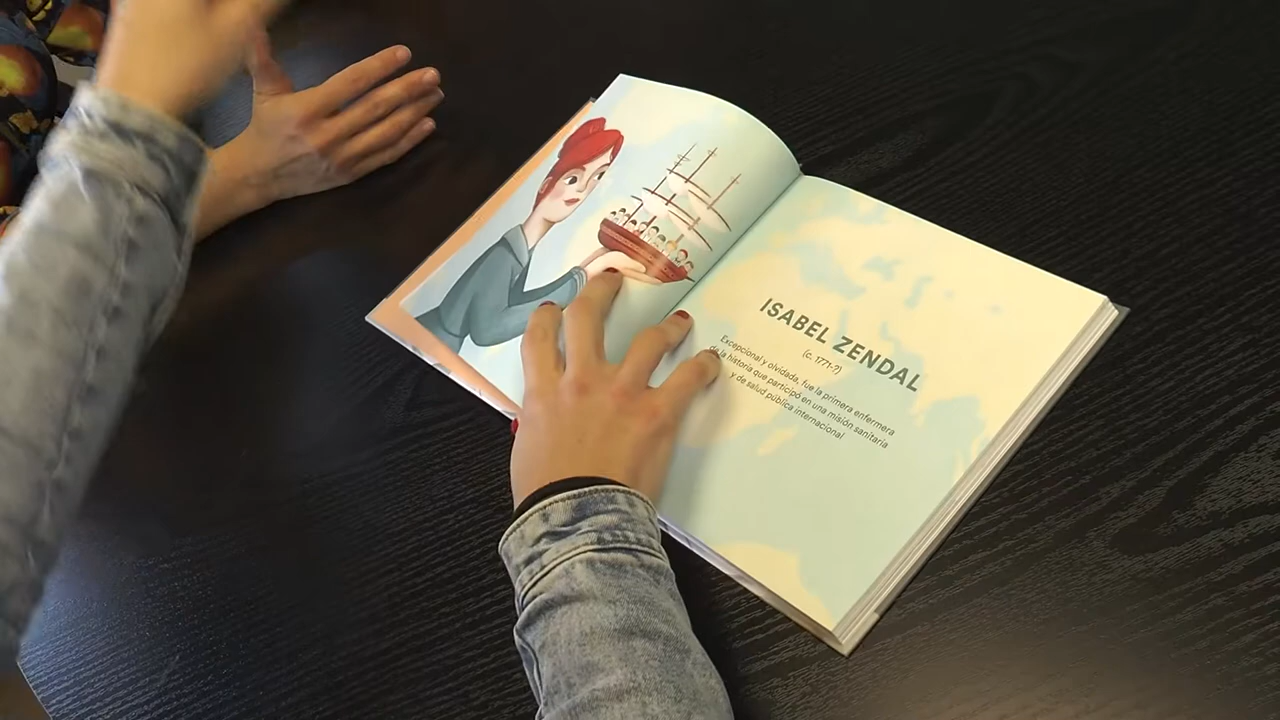 ISABEL ZENDAL
(c. 1771-?)
Excepcional y olvidada, fue la primera enfermera
de la historia que participó en una misión sanitaria
y de salud pública internacional